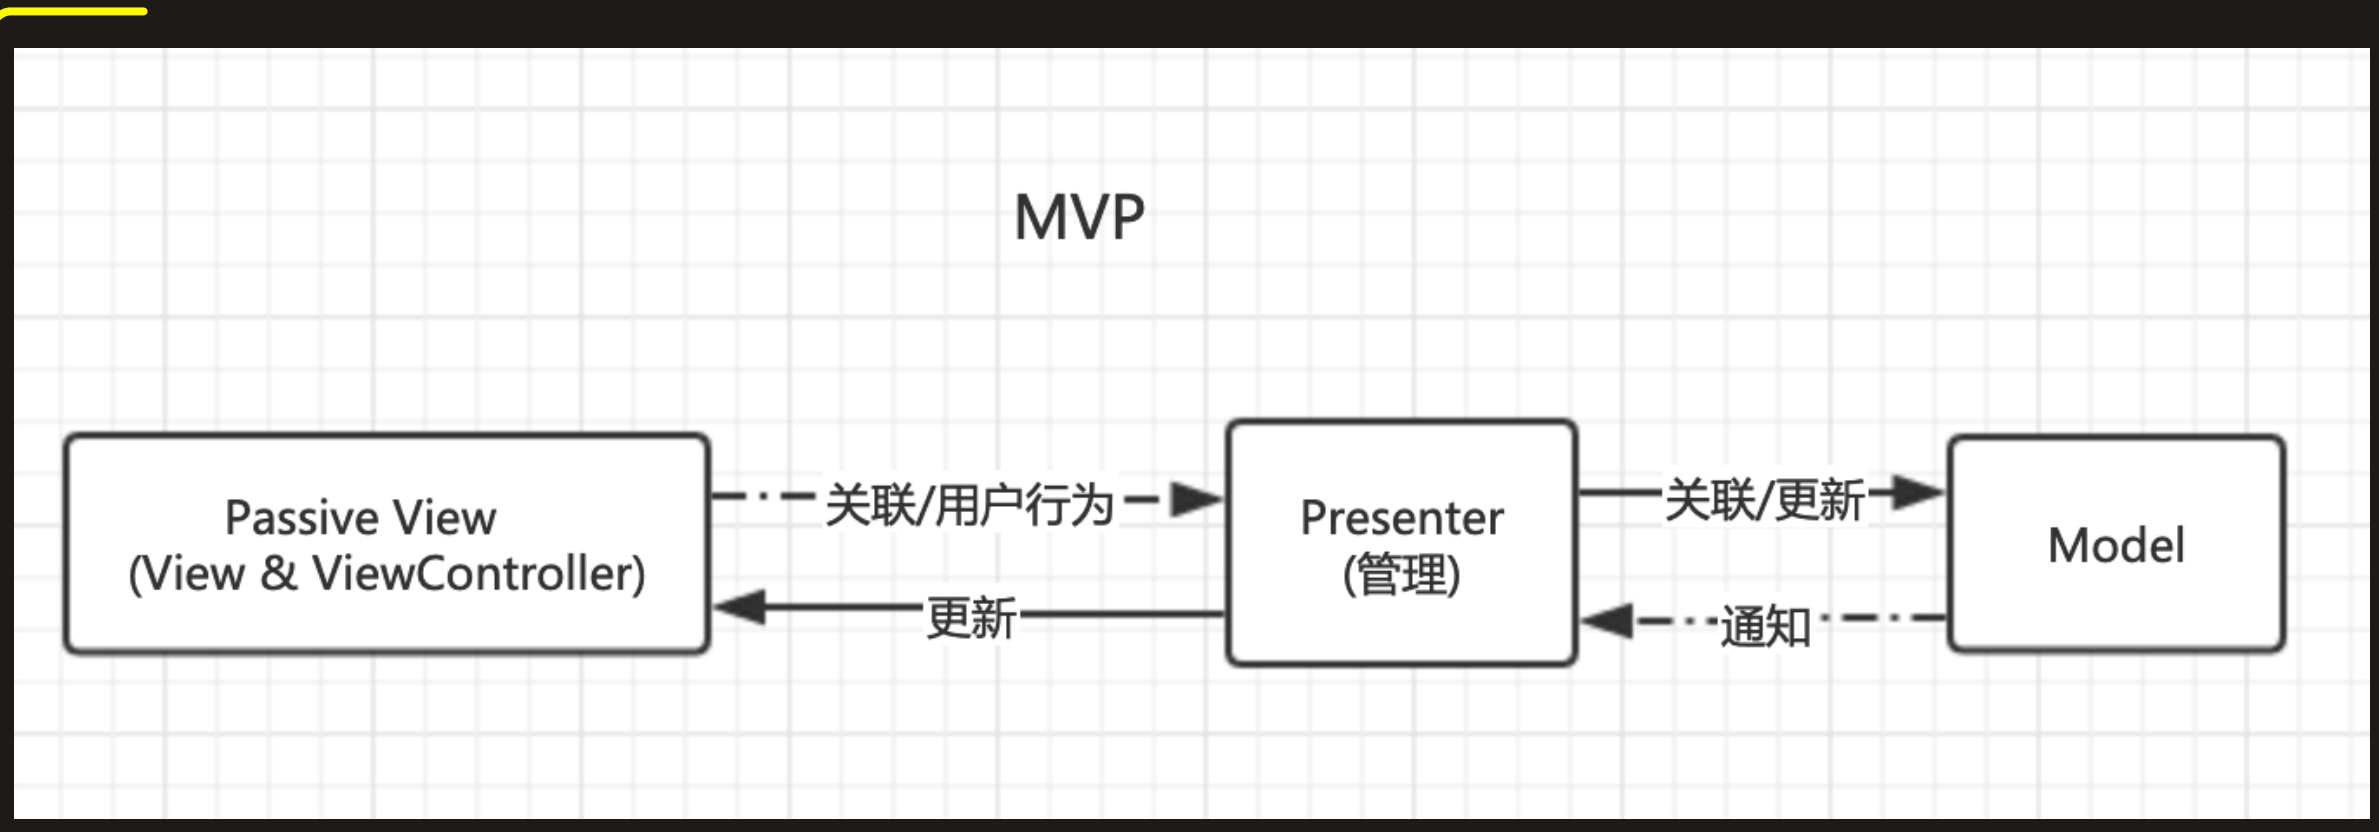 MVP
Passive View
(View & ViewController)
关联/用户行为
更新
Presenter
(管理)
关联/更新
通知
Model